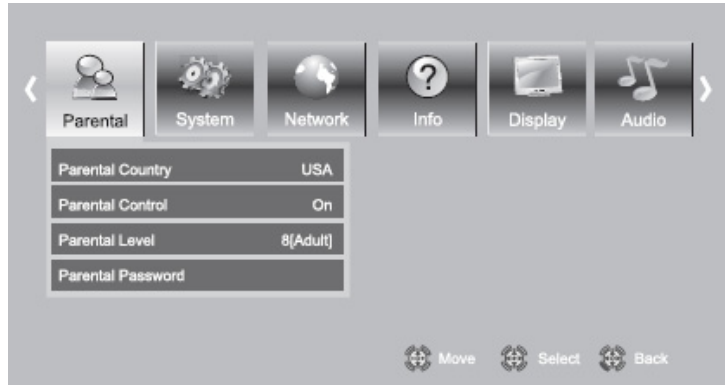 Parental System Network Info Display Audio
Parental Country USA
Parental Control On
Parental Level 8[Adult]
Parental Password
Move Select Back